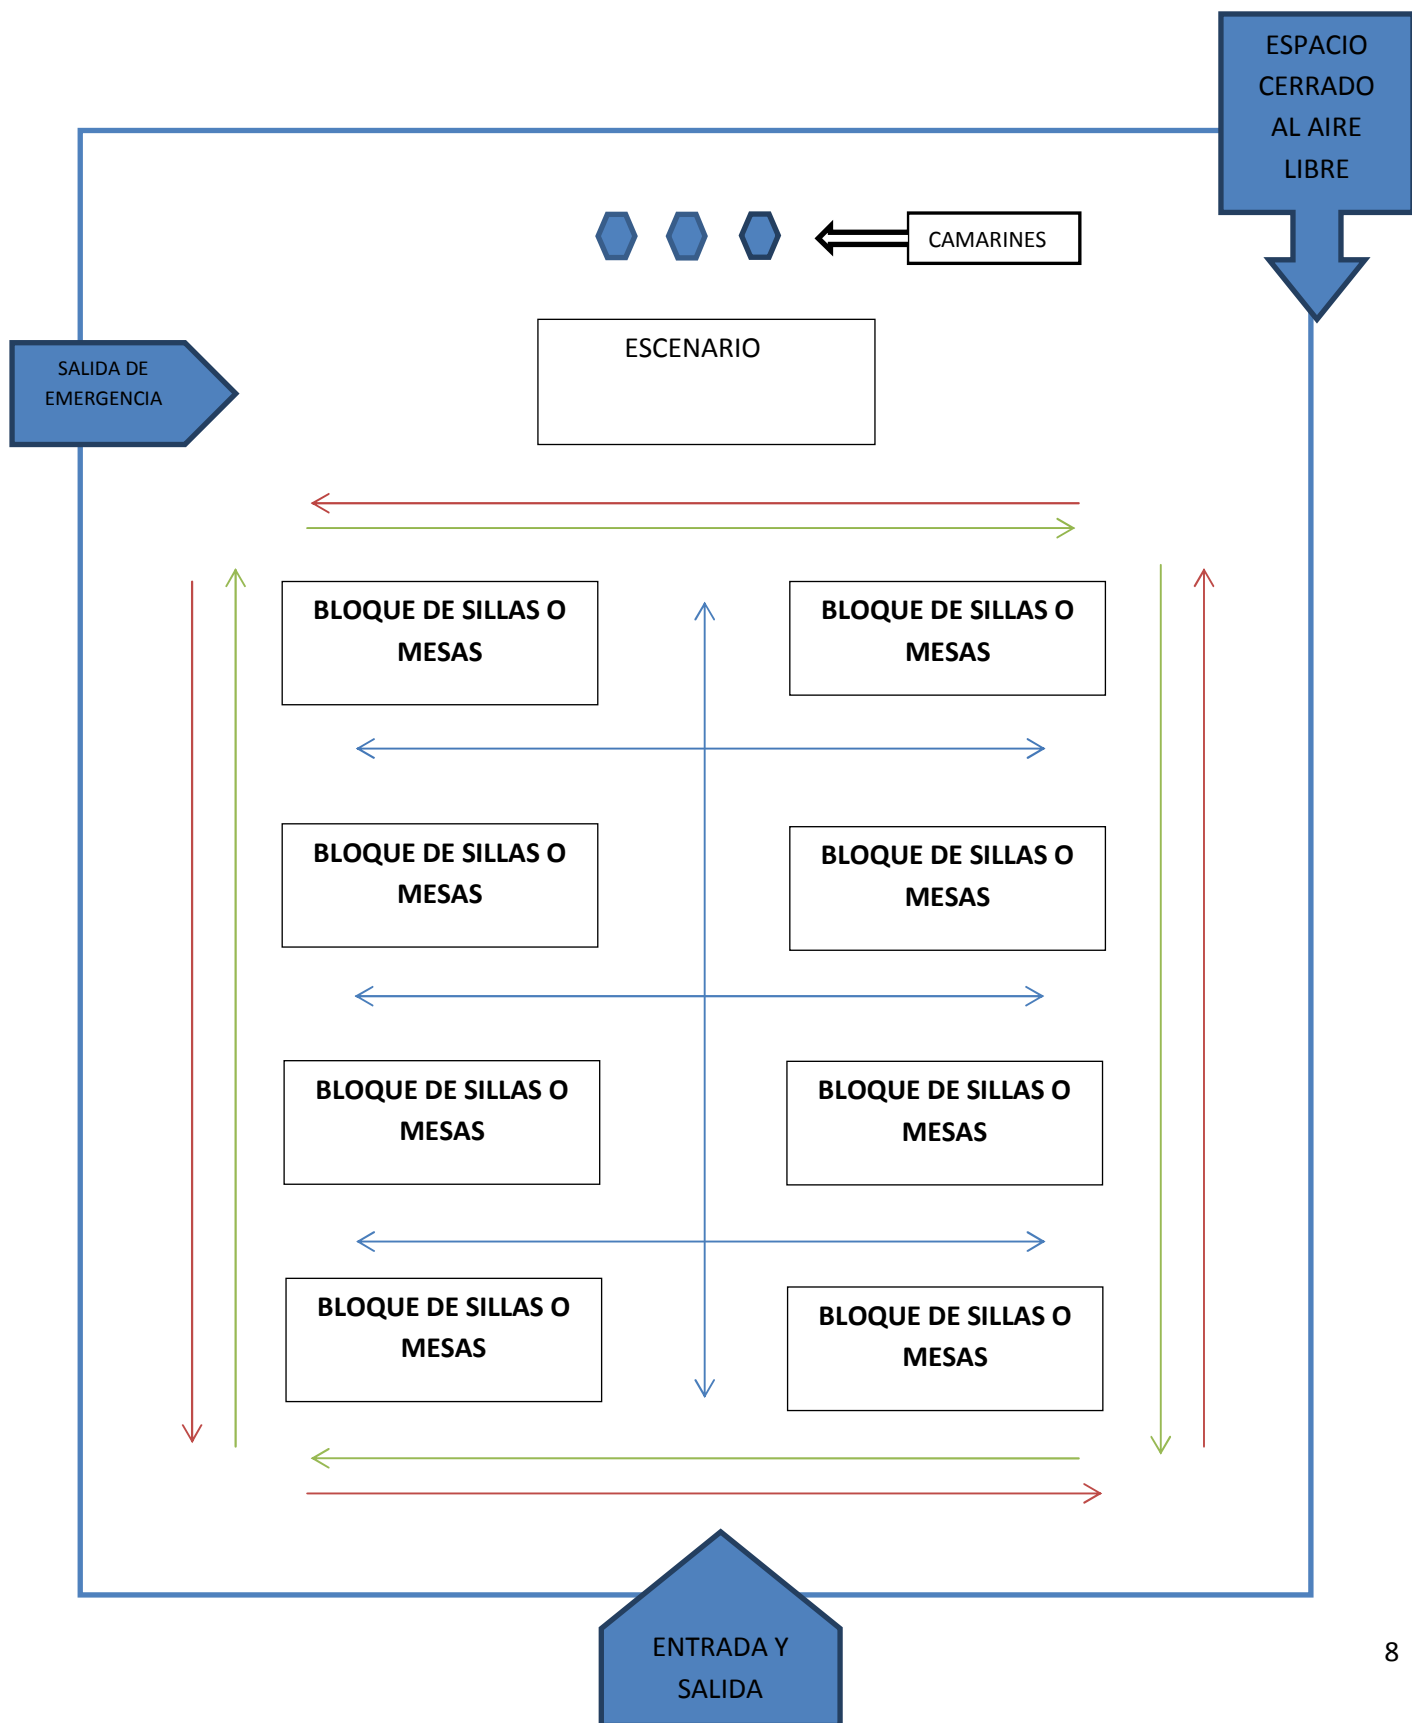 ESPACIO
CERRADO
AL AIRE
LIBRE
CAMARINES
ESCENARIO
SALIDA DE
EMERGENCIA
BLOQUE DE SILLAS O
MESAS
BLOQUE DE SILLAS O
MESAS
BLOQUE DE SILLAS O
MESAS
BLOQUE DE SILLAS O
MESAS
BLOQUE DE SILLAS O
MESAS
BLOQUE DE SILLAS O
MESAS
BLOQUE DE SILLAS O
MESAS
BLOQUE DE SILLAS O
MESAS
ENTRADA Y
SALIDA
8